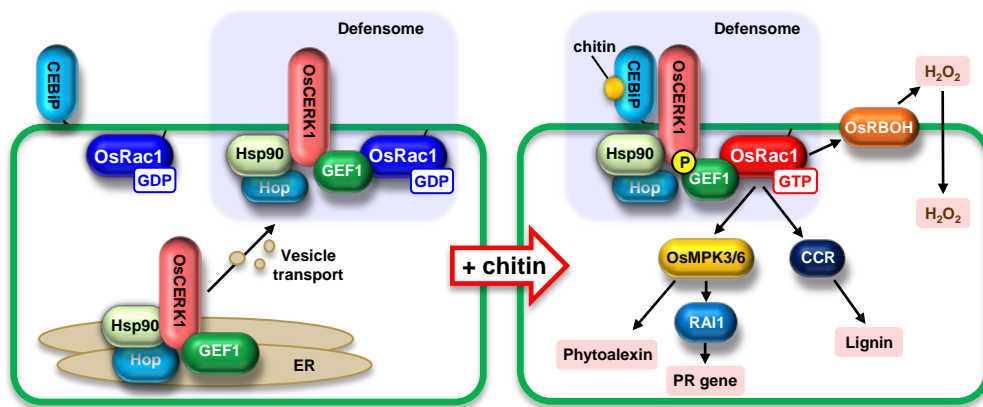 Defensome
CEBiP
OsRac1
GDP
OsCERK1
Hsp90
Hop
GEF1
OsRac1
GDP
Vesicle
transport
OsCERK1
Hsp90
Hop
GEF1
ER
+ chitin
Defensome
chitin
CEBiP
OsCERK1
Hsp90
Hop
P
GEF1
OsRac1
GTP
OsRBOH
H₂O₂
H₂O₂
OsMPK3/6
CCR
RAI1
Phytoalexin
PR gene
Lignin